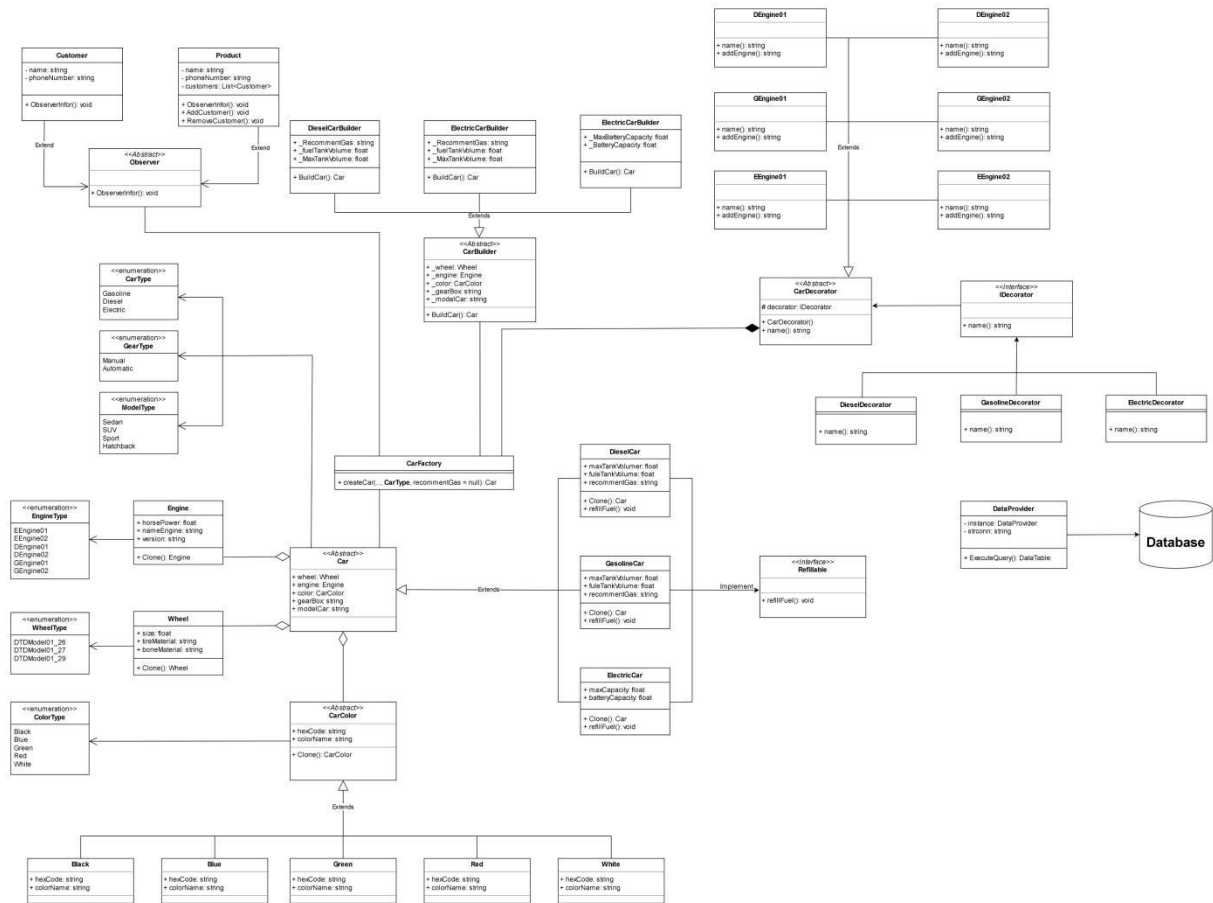 Customer
- name: string
- phoneNumber: string
+ ObserverInfor(): void
Product
- name: string
- phoneNumber: string
- customers: List<Customer>
+ ObserverInfor(): void
+ AddCustomer(): void
+ RemoveCustomer(): void
Extend
Extend
<<Abstract>>
Observer
+ ObserverInfor(): void
DieselCarBuilder
+ _RecommentGas: string
+ _fuelTankVolume: float
+ _MaxTankVolume: float
+ BuildCar(): Car
ElectricCarBuilder
+ _RecommentGas: string
+ _fuelTankVolume: float
+ _MaxTankVolume: float
+ BuildCar(): Car
ElectricCarBuilder
+ _MaxBatteryCapacity: float
+ _BatteryCapacity: float
+ BuildCar(): Car
Extends
<<Abstract>>
CarBuilder
+ _wheel: Wheel
+ _engine: Engine
+ _color: CarColor
+ _gearBox: string
+ _modelCar: string
+ BuildCar(): Car
DEngine01
+ name(): string
+ addEngine(): string
DEngine02
+ name(): string
+ addEngine(): string
GEngine01
+ name(): string
+ addEngine(): string
GEngine02
+ name(): string
+ addEngine(): string
Extends
EEngine01
+ name(): string
+ addEngine(): string
EEngine02
+ name(): string
+ addEngine(): string
<<Abstract>>
CarDecorator
# decorator: IDecorator
+ CarDecorator()
+ name(): string
<<Interface>>
IDecorator
+ name(): string
DieselDecorator
+ name(): string
GasolineDecorator
+ name(): string
ElectricDecorator
+ name(): string
<<enumeration>>
CarType
Gasoline
Diesel
Electric
<<enumeration>>
GearType
Manual
Automatic
<<enumeration>>
ModelType
Sedan
SUV
Sport
Hatchback
CarFactory
+ createCar(.., CarType, recommentGas = null): Car
<<enumeration>>
EngineType
EEngine01
EEngine02
DEngine01
DEngine02
GEngine01
GEngine02
Engine
+ horsePower: float
+ nameEngine: string
+ version: string
+ Clone(): Engine
<<Abstract>>
Car
+ wheel: Wheel
+ engine: Engine
+ color: CarColor
+ gearBox: string
+ modelCar: string
<<enumeration>>
WheelType
DTDModel01_26
DTDModel01_27
DTDModel01_29
Wheel
+ size: float
+ tireMaterial: string
+ boneMaterial: string
+ Clone(): Wheel
<<enumeration>>
ColorType
Black
Blue
Green
Red
White
<<Abstract>>
CarColor
+ hexCode: string
+ colorName: string
+ Clone(): CarColor
Extends
DieselCar
+ maxTankVolumer: float
+ fuleTankVolume: float
+ recommentGas: string
+ Clone(): Car
+ refillFuel(): void
Extends
GasolineCar
+ maxTankVolumer: float
+ fuleTankVolume: float
+ recommentGas: string
+ Clone(): Car
+ refillFuel(): void
Implement
<<Interface>>
Refillable
+ refillFuel(): void
ElectricCar
+ maxCapacity: float
+ batteryCapacity: float
+ Clone(): Car
+ refillFuel(): void
DataProvider
- instance: DataProvider
- strconn: string
+ ExecuteQuery(): DataTable
Database
Black
+ hexCode: string
+ colorName: string
Blue
+ hexCode: string
+ colorName: string
Green
+ hexCode: string
+ colorName: string
Red
+ hexCode: string
+ colorName: string
White
+ hexCode: string
+ colorName: string